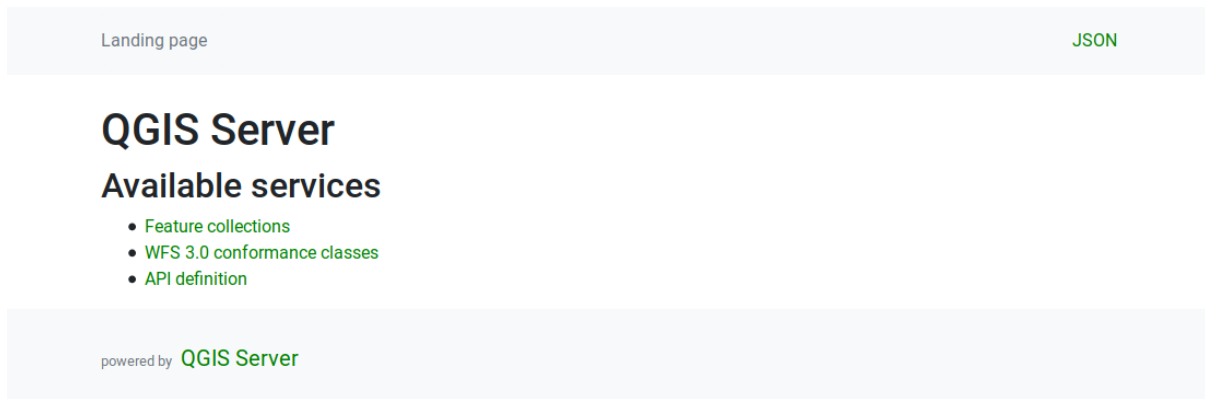 Landing page JSON
QGIS Server
Available services
Feature collections
WFS 3.0 conformance classes
API definition
powered by QGIS Server